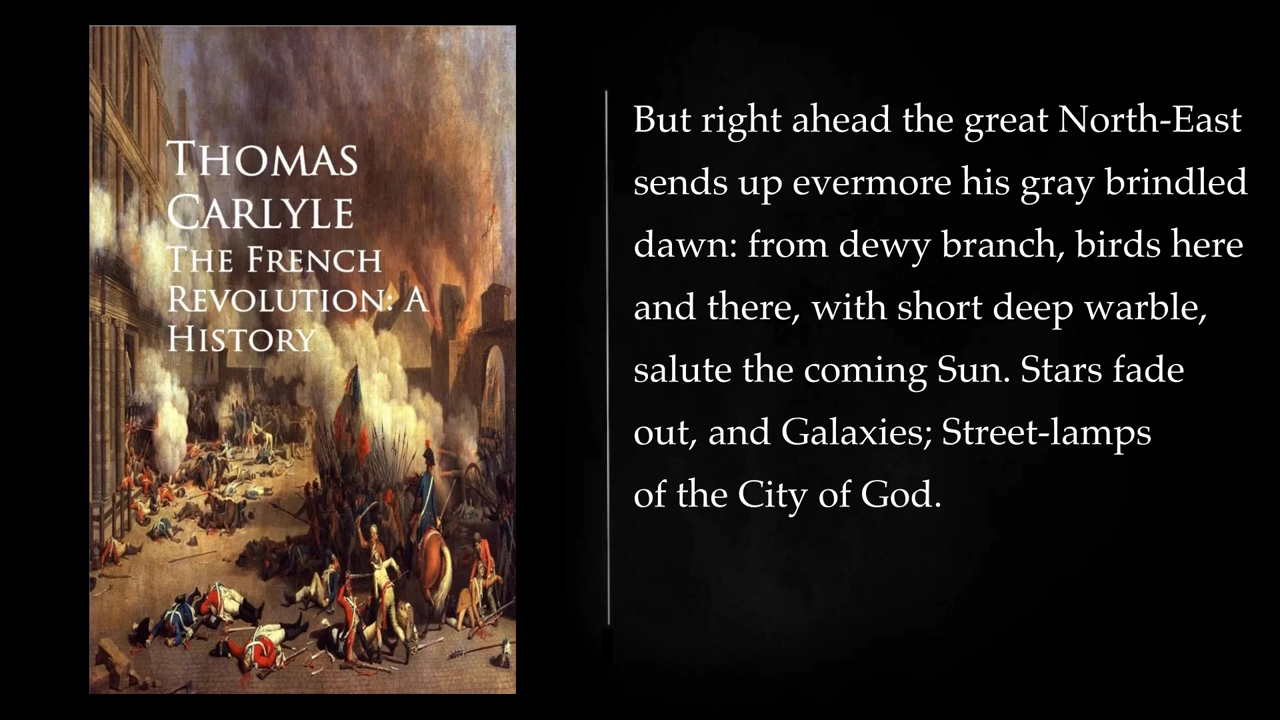 THOMAS
CARLYLE
THE FRENCH
REVOLUTION: A
HISTORY
But right ahead the great North-East
sends up evermore his gray brindled
dawn: from dewy branch, birds here
and there, with short deep warble,
salute the coming Sun. Stars fade
out, and Galaxies; Street-lamps
of the City of God.